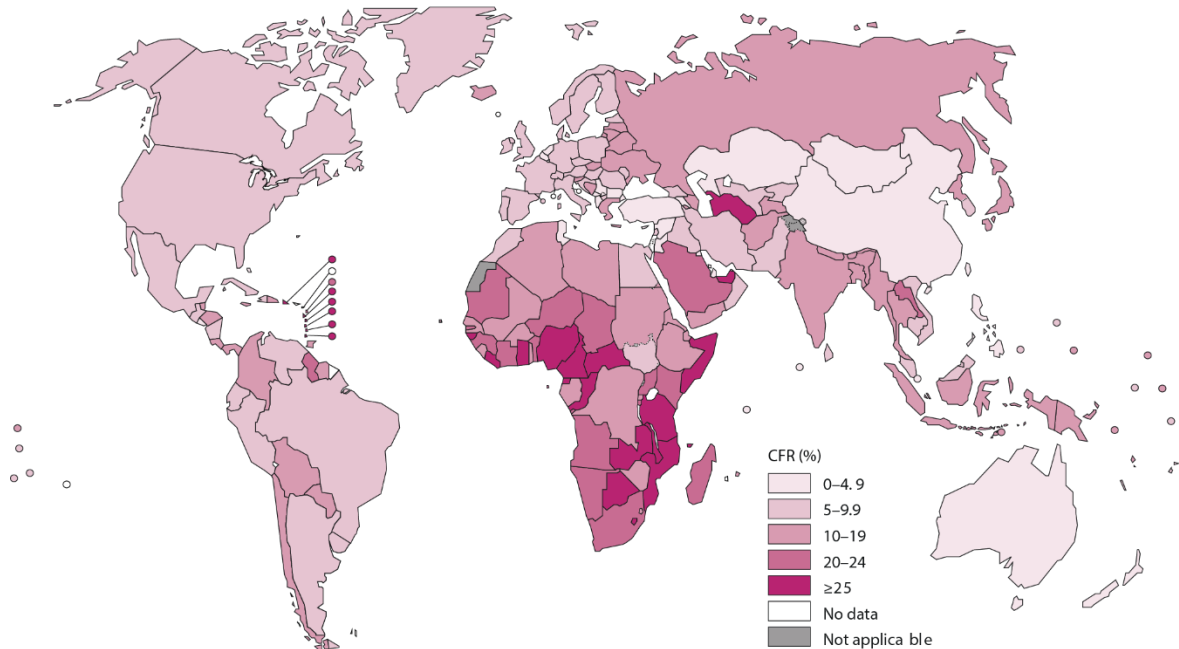 CFR (%)
0–4. 9
5–9.9
10–19
20–24
≥25
No data
Not applica ble